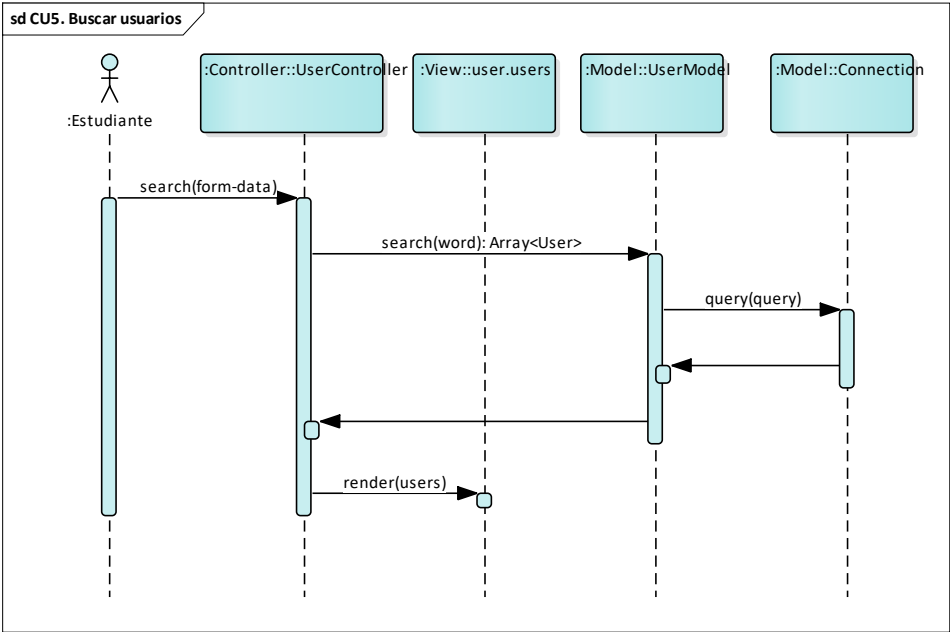 sd CU5. Buscar usuarios
:Estudiante
:Controller::UserController
:View::user.users
:Model::UserModel
:Model::Connection
search(form-data)
search(word): Array<User>
query(query)
render(users)